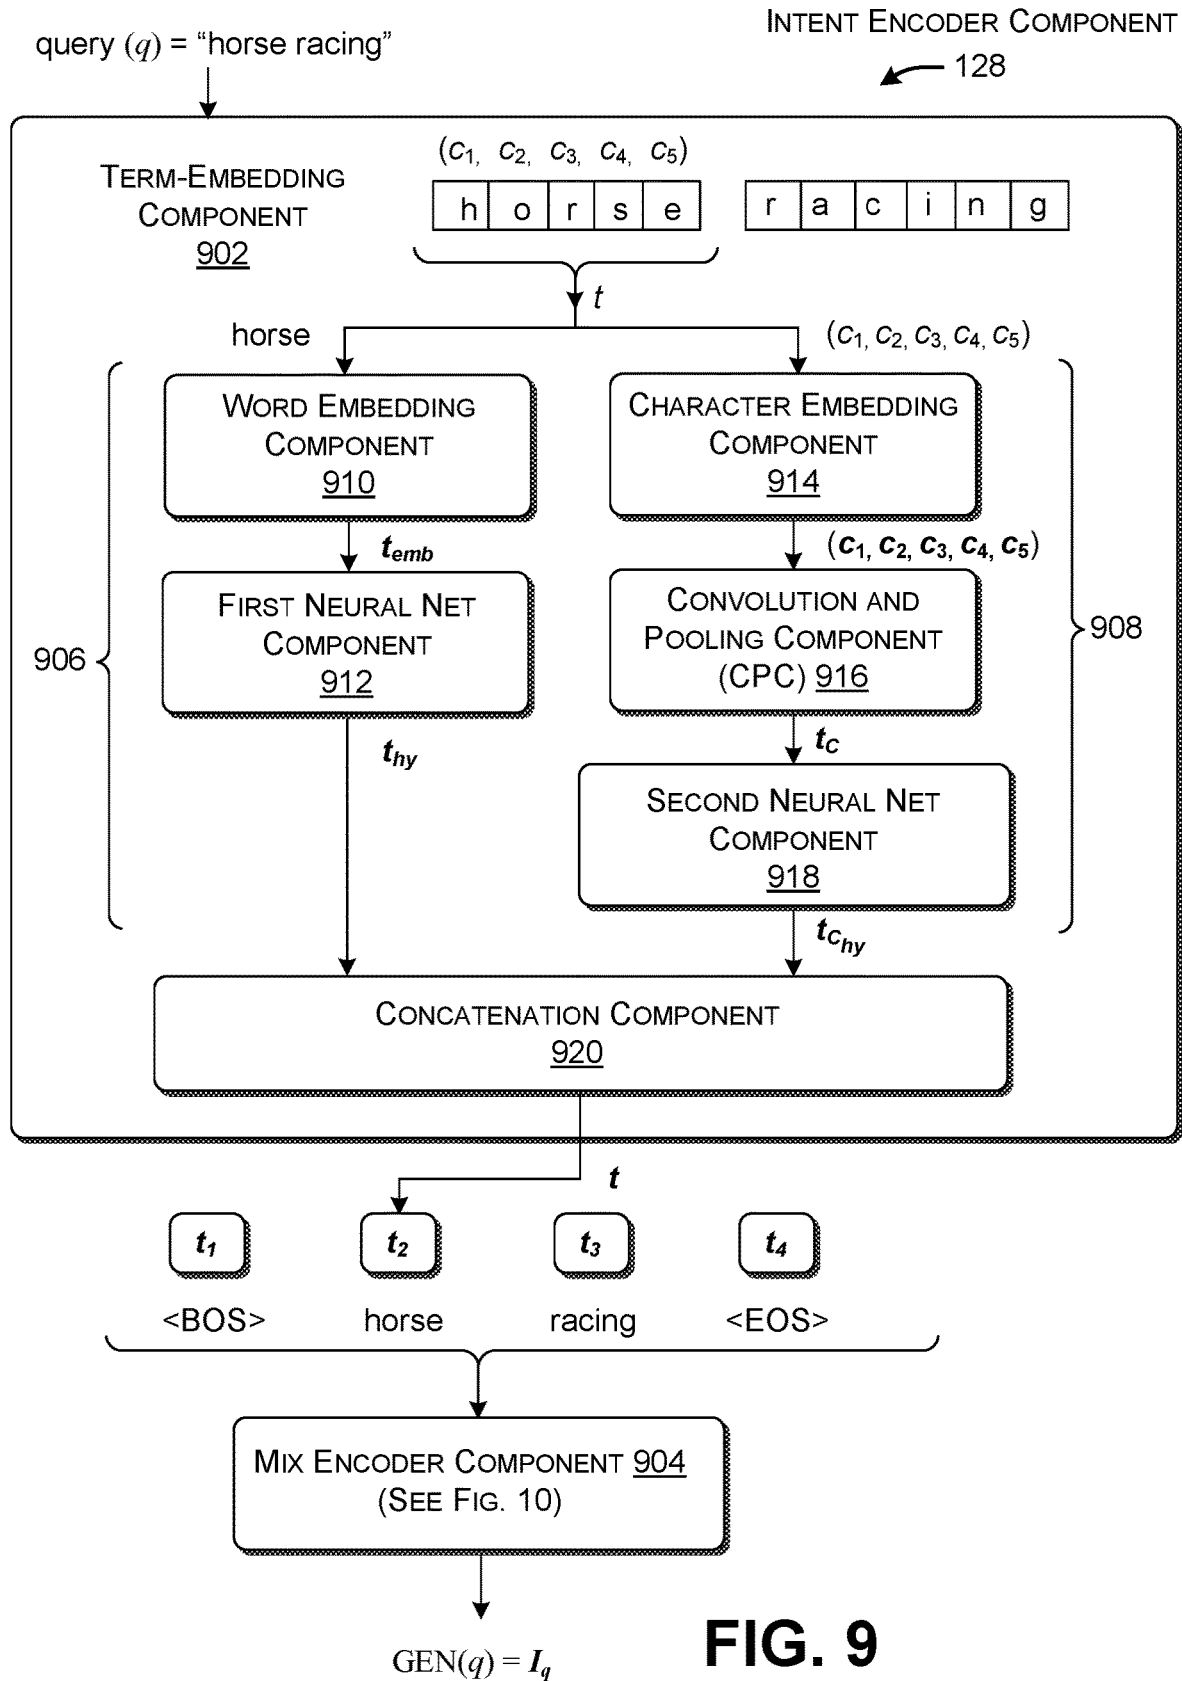 INTENT ENCODER COMPONENT
128
query (q) = “horse racing”
TERM-EMBEDDING
COMPONENT
902
(c1, c2, c3, c4, c5)
h o r s e
r a c i n g
t
horse
(c1, c2, c3, c4, c5)
WORD EMBEDDING
COMPONENT
910
CHARACTER EMBEDDING
COMPONENT
914
temb
(c1, c2, c3, c4, c5)
FIRST NEURAL NET
COMPONENT
912
CONVOLUTION AND
POOLING COMPONENT
(CPC) 916
906
908
thy
tC
SECOND NEURAL NET
COMPONENT
918
tChy
CONCATENATION COMPONENT
920
t
t1 t2 t3 t4
<BOS> horse racing <EOS>
MIX ENCODER COMPONENT 904
(SEE FIG. 10)
GEN(q) = Iq
FIG. 9